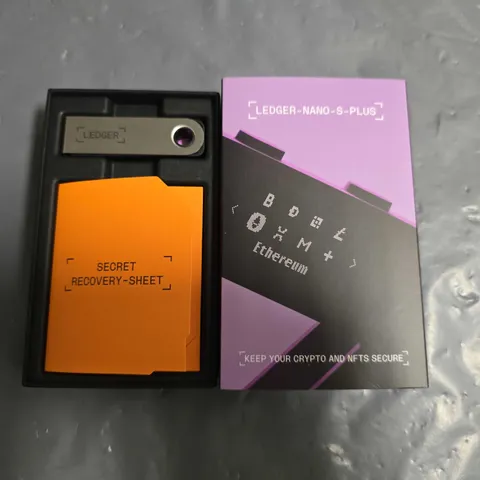 LEDGER
SECRET
RECOVERY-SHEET
LEDGER-NANO-S-PLUS
Ethereum
KEEP YOUR CRYPTO AND NFTS SECURE